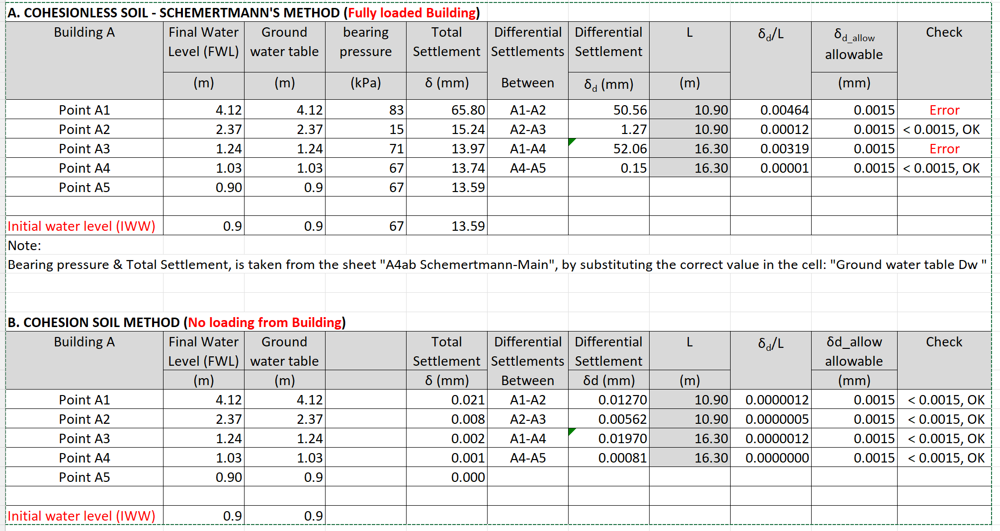 A. COHESIONLESS SOIL - SCHEMERTMANN'S METHOD (Fully loaded Building)
Building A Final Water Ground bearing Total Differential Differential L δd/L δd_allow Check
Level (FWL) water table pressure Settlement Settlements Settlement allowable
(m) (m) (kPa) δ (mm) Between δd (mm) (m) (mm)
Point A1 4.12 4.12 83 65.80 A1-A2 50.56 10.90 0.00464 0.0015 Error
Point A2 2.37 2.37 15 15.24 A2-A3 1.27 10.90 0.00012 0.0015 < 0.0015, OK
Point A3 1.24 1.24 71 13.97 A1-A4 52.06 16.30 0.00319 0.0015 Error
Point A4 1.03 1.03 67 13.74 A4-A5 0.15 16.30 0.00001 0.0015 < 0.0015, OK
Point A5 0.90 0.9 67 13.59
Initial water level (IWW) 0.9 0.9 67 13.59
Note:
Bearing pressure & Total Settlement, is taken from the sheet "A4ab Schemertmann-Main", by substituting the correct value in the cell: "Ground water table Dw "
B. COHESION SOIL METHOD (No loading from Building)
Building A Final Water Ground Total Differential Differential L δd/L δd_allow Check
Level (FWL) water table Settlement Settlements Settlement allowable
(m) (m) δ (mm) Between δd (mm) (m) (mm)
Point A1 4.12 4.12 0.021 A1-A2 0.01270 10.90 0.0000012 0.0015 < 0.0015, OK
Point A2 2.37 2.37 0.008 A2-A3 0.00562 10.90 0.0000005 0.0015 < 0.0015, OK
Point A3 1.24 1.24 0.002 A1-A4 0.01970 16.30 0.0000012 0.0015 < 0.0015, OK
Point A4 1.03 1.03 0.001 A4-A5 0.00081 16.30 0.0000000 0.0015 < 0.0015, OK
Point A5 0.90 0.9 0.000
Initial water level (IWW) 0.9 0.9